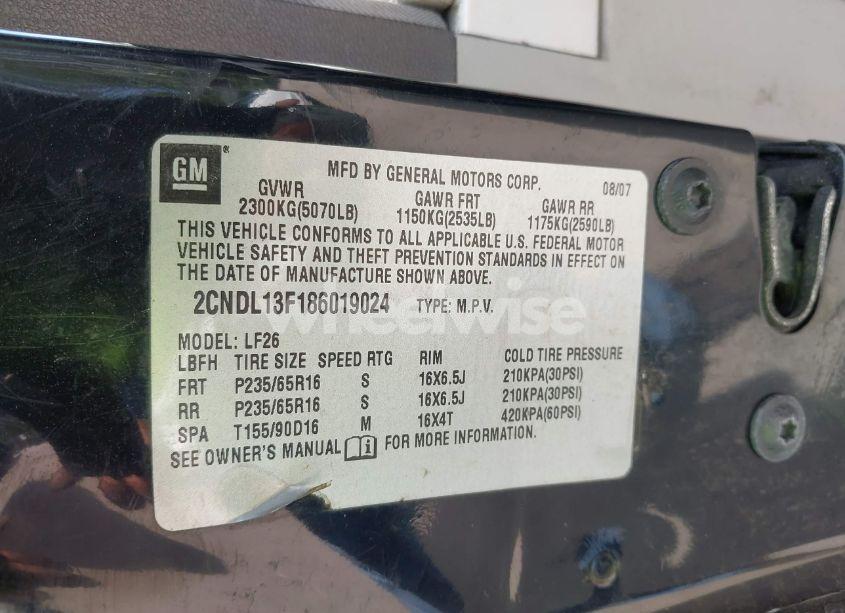 GM
MFD BY GENERAL MOTORS CORP. 08/07
GVWR GAWR FRT GAWR RR
2300KG(5070LB) 1150KG(2535LB) 1175KG(2590LB)
THIS VEHICLE CONFORMS TO ALL APPLICABLE U.S. FEDERAL MOTOR
VEHICLE SAFETY AND THEFT PREVENTION STANDARDS IN EFFECT ON
THE DATE OF MANUFACTURE SHOWN ABOVE.
2CNDL13F186019024 TYPE: M.P.V.
wheelwise
MODEL: LF26
LBFH TIRE SIZE SPEED RTG RIM COLD TIRE PRESSURE
FRT P235/65R16 S 16X6.5J 210KPA(30PSI)
RR P235/65R16 S 16X6.5J 210KPA(30PSI)
SPA T155/90D16 M 16X4T 420KPA(60PSI)
SEE OWNER'S MANUAL FOR MORE INFORMATION.